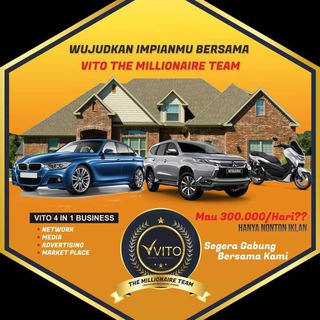 WUJUDKAN IMPIANMU BERSAMA
VITO THE MILLIONAIRE TEAM
VITO 4 IN 1 BUSINESS
• NETWORK
• MEDIA
• ADVERTISING
• MARKET PLACE
VITO
THE MILLIONAIRE TEAM
Mau 300.000/Hari??
HANYA NONTON IKLAN
Segera Gabung
Bersama Kami